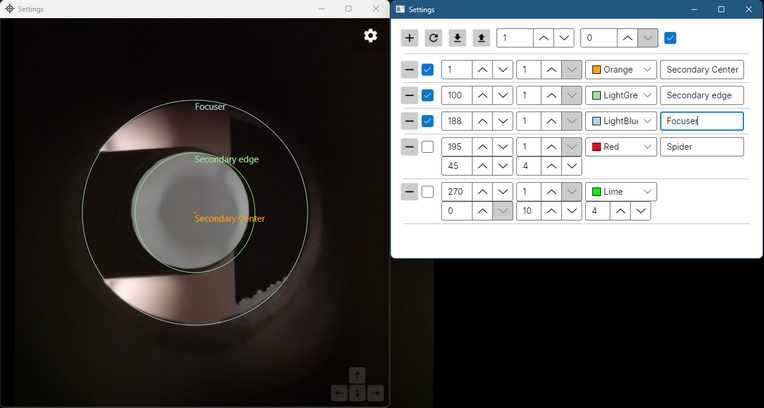 Settings
Focuser
Secondary edge
Secondary Center
Settings
1 0
1 1 Orange Secondary Center
100 1 LightGre Secondary edge
188 1 LightBlue Focuser
195 1 Red Spider
45 4
270 1 Lime
0 10 4